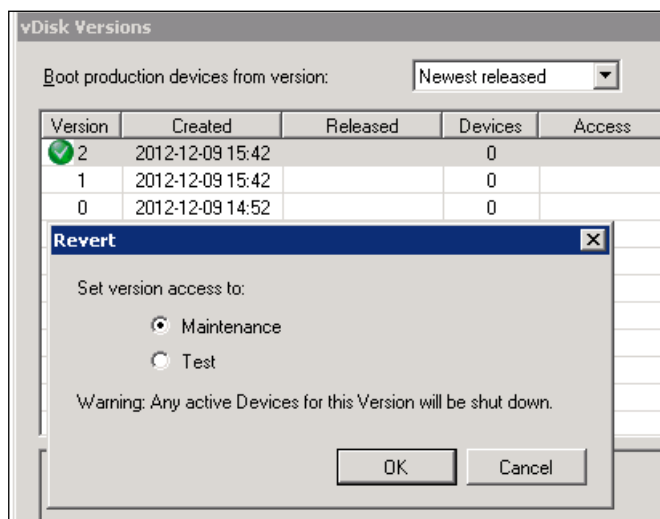 vDisk Versions
Boot production devices from version: Newest released
Version Created Released Devices Access
2 2012-12-09 15:42 0
1 2012-12-09 15:42 0
0 2012-12-09 14:52 0
Revert
Set version access to:
Maintenance
Test
Warning: Any active Devices for this Version will be shut down.
OK Cancel